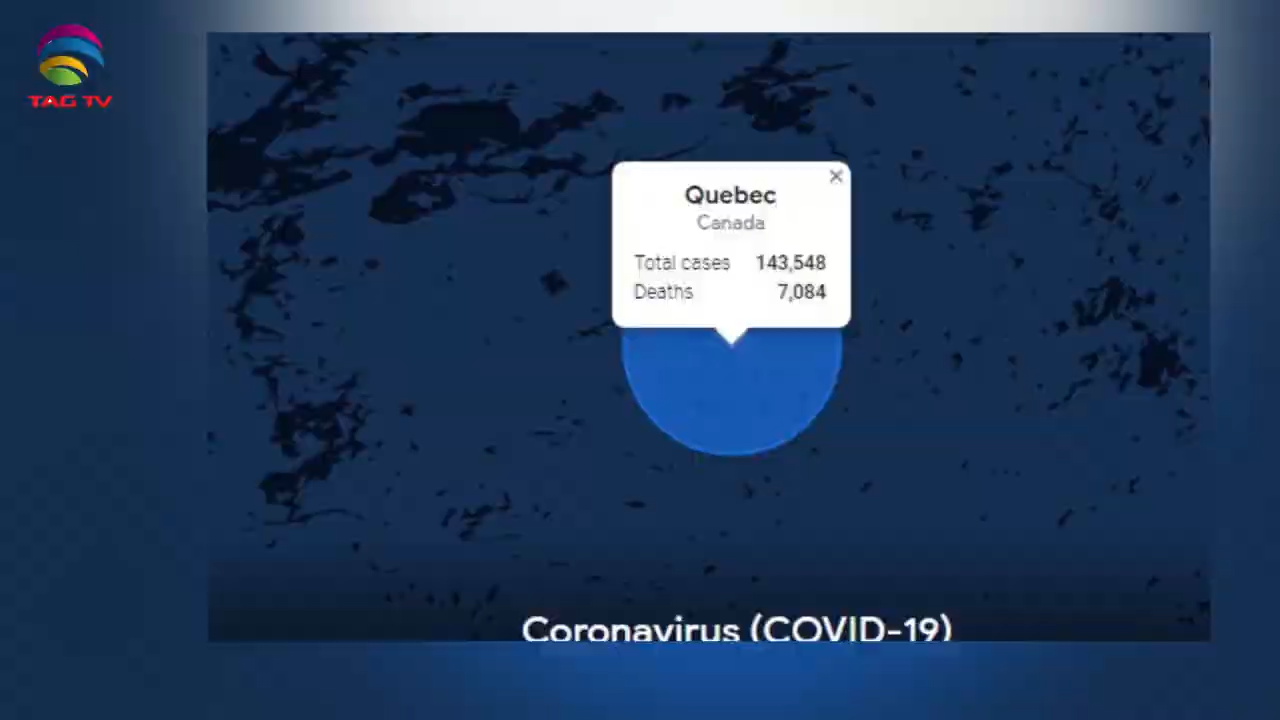 TAG TV
Quebec
Canada
Total cases 143,548
Deaths 7,084
Coronavirus (COVID-19)